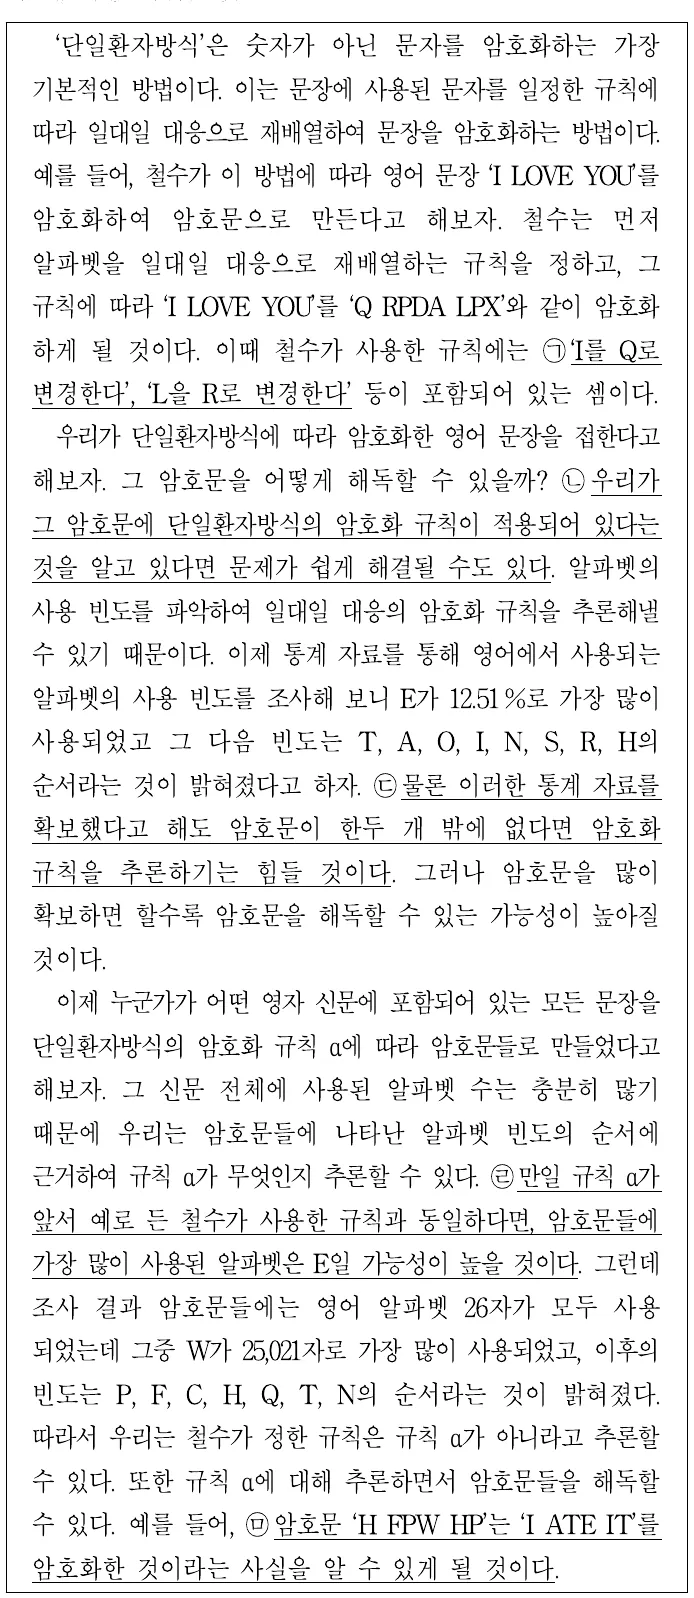 ‘단일환자방식’은 숫자가 아닌 문자를 암호화하는 가장
기본적인 방법이다. 이는 문장에 사용된 문자를 일정한 규칙에
따라 일대일 대응으로 재배열하여 문장을 암호화하는 방법이다.
예를 들어, 철수가 이 방법에 따라 영어 문장 ‘I LOVE YOU’를
암호화하여 암호문으로 만든다고 해보자. 철수는 먼저
알파벳을 일대일 대응으로 재배열하는 규칙을 정하고, 그
규칙에 따라 ‘I LOVE YOU’를 ‘Q RPDA LPX’와 같이 암호화
하게 될 것이다. 이때 철수가 사용한 규칙에는 ㉠‘I를 Q로
변경한다’, ‘L을 R로 변경한다’ 등이 포함되어 있는 셈이다.
우리가 단일환자방식에 따라 암호화한 영어 문장을 접한다고
해보자. 그 암호문을 어떻게 해독할 수 있을까? ㉡우리가
그 암호문에 단일환자방식의 암호화 규칙이 적용되어 있다는
것을 알고 있다면 문제가 쉽게 해결될 수도 있다. 알파벳의
사용 빈도를 파악하여 일대일 대응의 암호화 규칙을 추론해낼
수 있기 때문이다. 이제 통계 자료를 통해 영어에서 사용되는
알파벳의 사용 빈도를 조사해 보니 E가 12.51%로 가장 많이
사용되었고 그 다음 빈도는 T, A, O, I, N, S, R, H의
순서라는 것이 밝혀졌다고 하자. ㉢물론 이러한 통계 자료를
확보했다고 해도 암호문이 한두 개 밖에 없다면 암호화
규칙을 추론하기는 힘들 것이다. 그러나 암호문을 많이
확보하면 할수록 암호문을 해독할 수 있는 가능성이 높아질
것이다.
이제 누군가가 어떤 영자 신문에 포함되어 있는 모든 문장을
단일환자방식의 암호화 규칙 α에 따라 암호문들로 만들었다고
해보자. 그 신문 전체에 사용된 알파벳 수는 충분히 많기
때문에 우리는 암호문들에 나타난 알파벳 빈도의 순서에
근거하여 규칙 α가 무엇인지 추론할 수 있다. ㉣만일 규칙 α가
앞서 예로 든 철수가 사용한 규칙과 동일하다면, 암호문들에
가장 많이 사용된 알파벳은 E일 가능성이 높을 것이다. 그런데
조사 결과 암호문들에는 영어 알파벳 26자가 모두 사용
되었는데 그중 W가 25,021자로 가장 많이 사용되었고, 이후의
빈도는 P, F, C, H, Q, T, N의 순서라는 것이 밝혀졌다.
따라서 우리는 철수가 정한 규칙은 규칙 α가 아니라고 추론할
수 있다. 또한 규칙 α에 대해 추론하면서 암호문들을 해독할
수 있다. 예를 들어, ㉤암호문 ‘H FPW HP’는 ‘I ATE IT’를
암호화한 것이라는 사실을 알 수 있게 될 것이다.